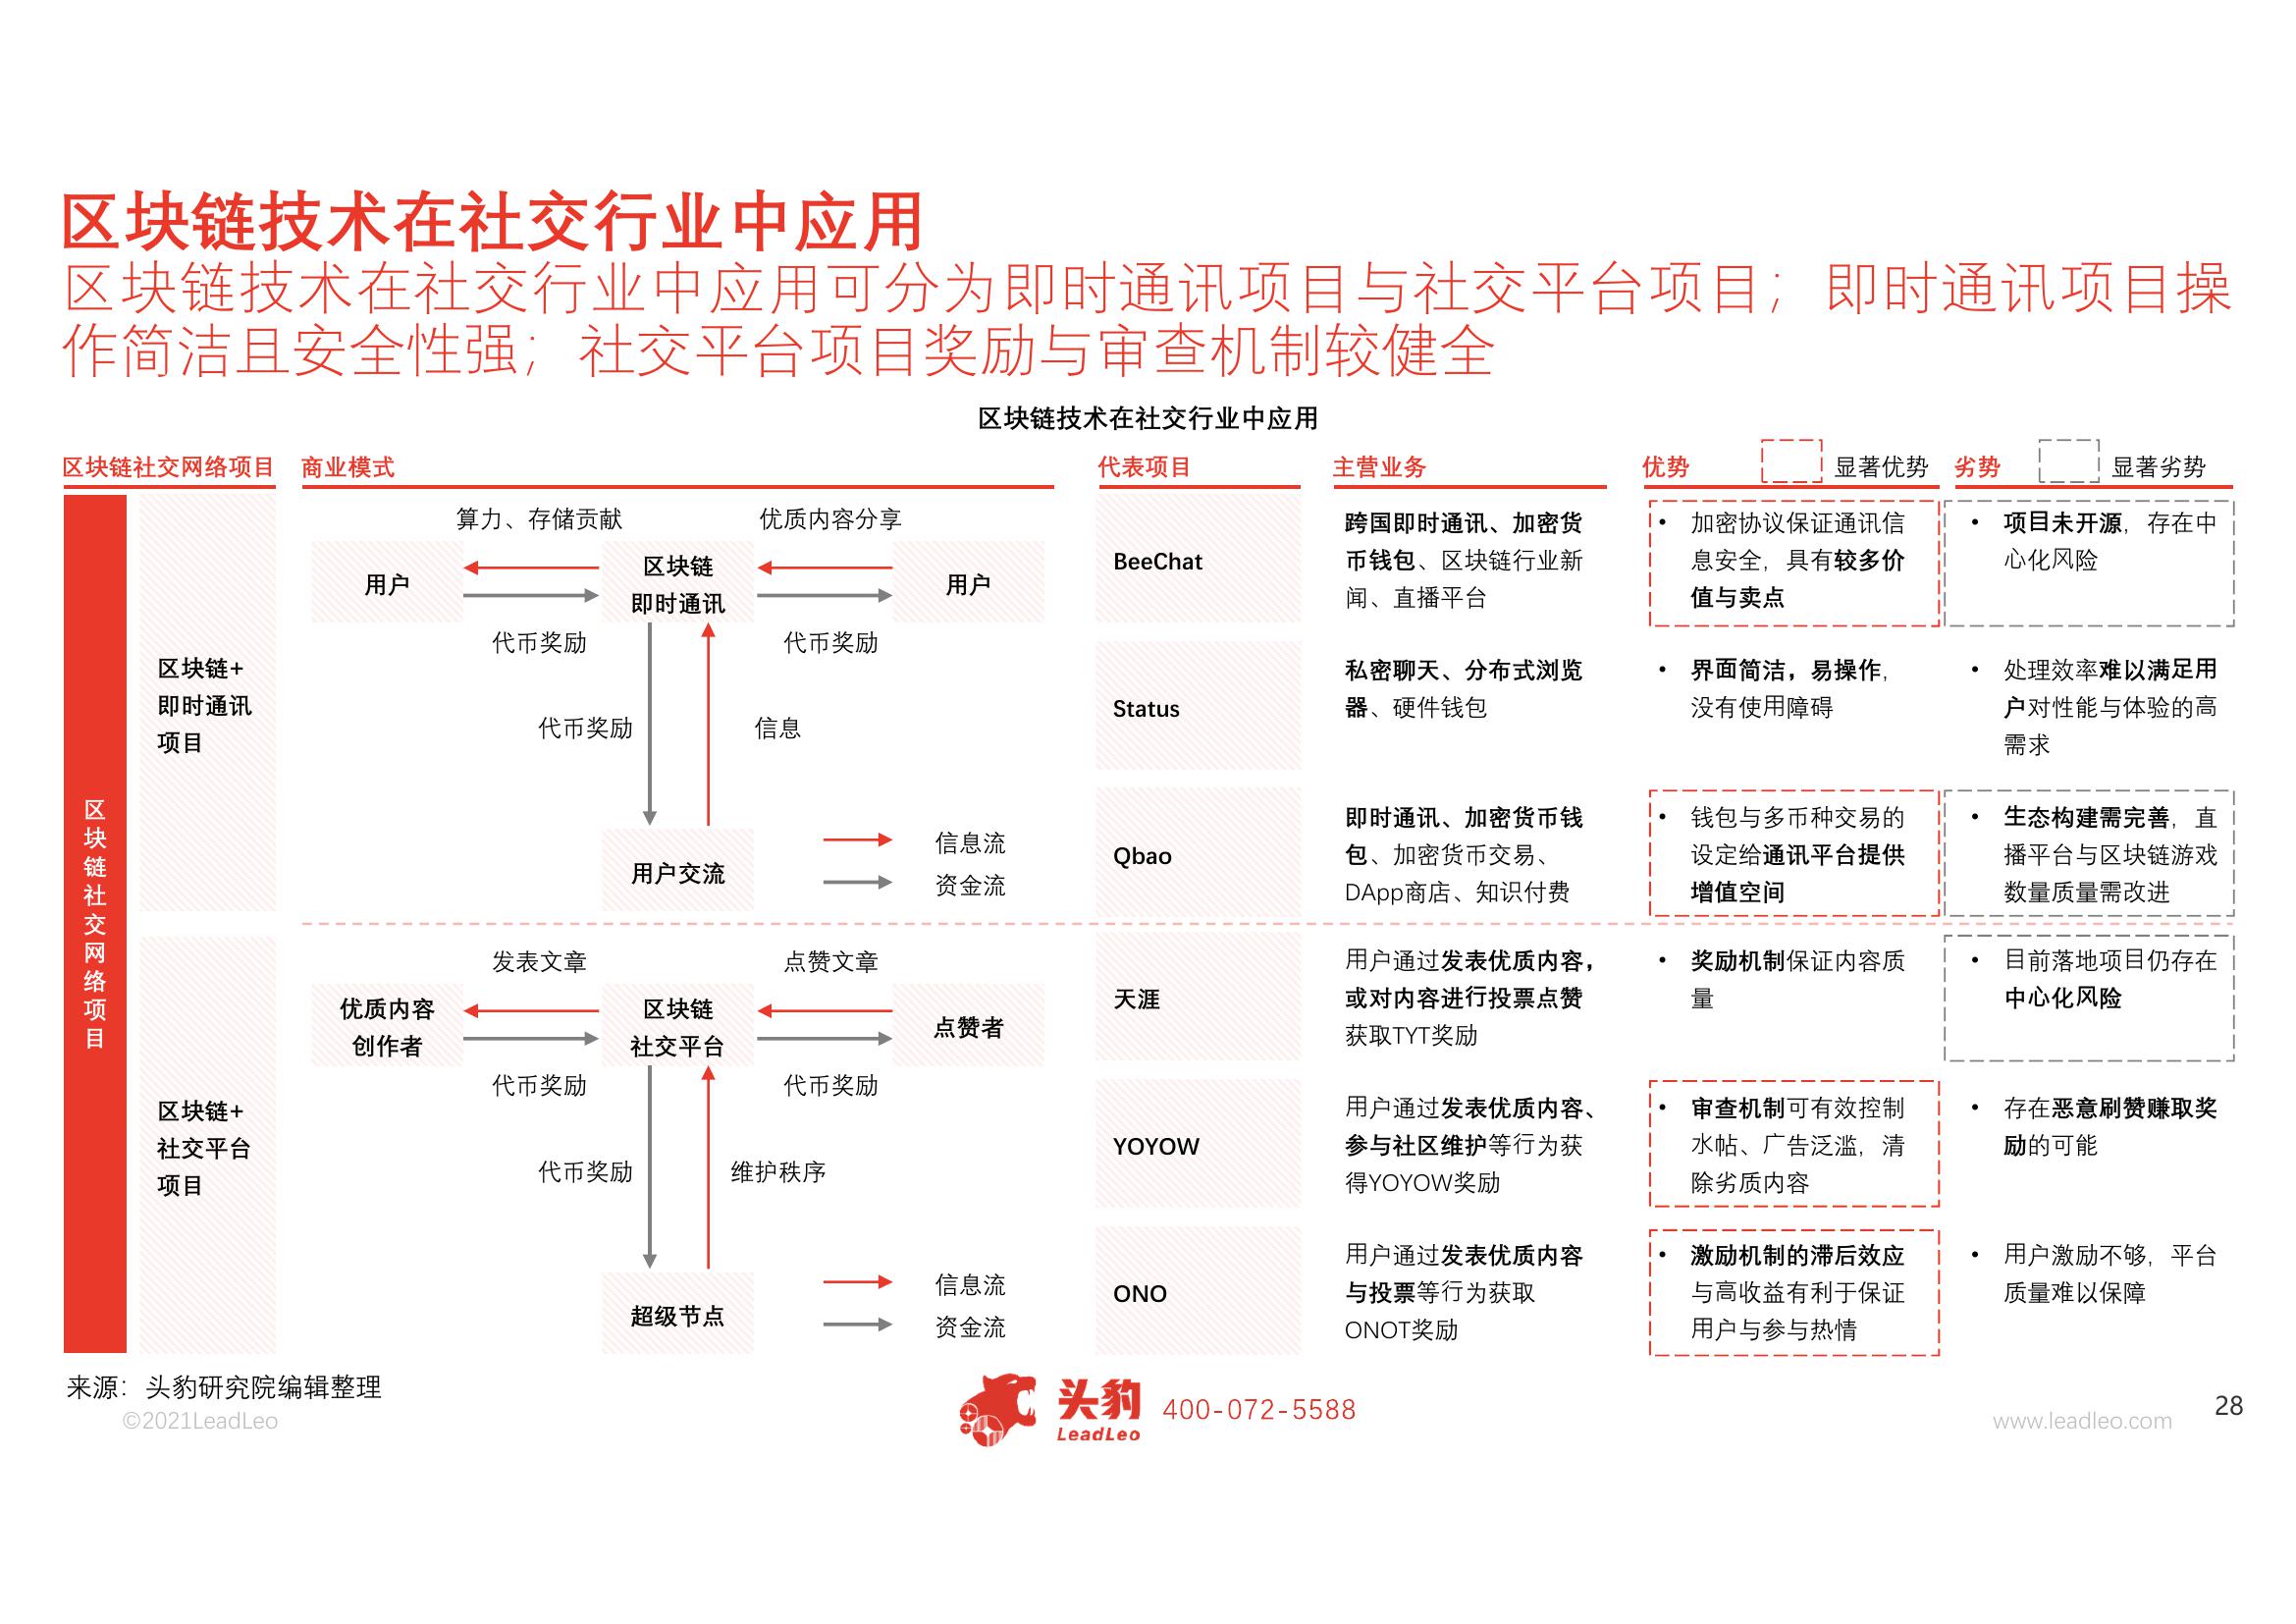 区块链技术在社交行业中应用
区块链技术在社交行业中应用可分为即时通讯项目与社交平台项目；即时通讯项目操
作简洁且安全性强；社交平台项目奖励与审查机制较健全
区块链技术在社交行业中应用
区块链社交网络项目
商业模式
代表项目
主营业务
优势
显著优势
劣势
显著劣势
区块链社交网络项目
区块链+
即时通讯
项目
算力、存储贡献
优质内容分享
用户
区块链
即时通讯
用户
代币奖励
代币奖励
代币奖励
信息
用户交流
信息流
资金流
BeeChat
跨国即时通讯、加密货
币钱包、区块链行业新
闻、直播平台
• 加密协议保证通讯信
息安全，具有较多价
值与卖点
• 项目未开源，存在中
心化风险
Status
私密聊天、分布式浏览
器、硬件钱包
• 界面简洁，易操作，
没有使用障碍
• 处理效率难以满足用
户对性能与体验的高
需求
Qbao
即时通讯、加密货币钱
包、加密货币交易、
DApp商店、知识付费
• 钱包与多币种交易的
设定给通讯平台提供
增值空间
• 生态构建需完善，直
播平台与区块链游戏
数量质量需改进
区块链+
社交平台
项目
发表文章
点赞文章
优质内容
创作者
区块链
社交平台
点赞者
代币奖励
代币奖励
代币奖励
维护秩序
超级节点
信息流
资金流
天涯
用户通过发表优质内容，
或对内容进行投票点赞
获取TYT奖励
• 奖励机制保证内容质
量
• 目前落地项目仍存在
中心化风险
YOYOW
用户通过发表优质内容、
参与社区维护等行为获
得YOYOW奖励
• 审查机制可有效控制
水帖、广告泛滥，清
除劣质内容
• 存在恶意刷赞赚取奖
励的可能
ONO
用户通过发表优质内容
与投票等行为获取
ONOT奖励
• 激励机制的滞后效应
与高收益有利于保证
用户与参与热情
• 用户激励不够，平台
质量难以保障
来源：头豹研究院编辑整理
©2021LeadLeo
头豹
LeadLeo
400-072-5588
www.leadleo.com
28